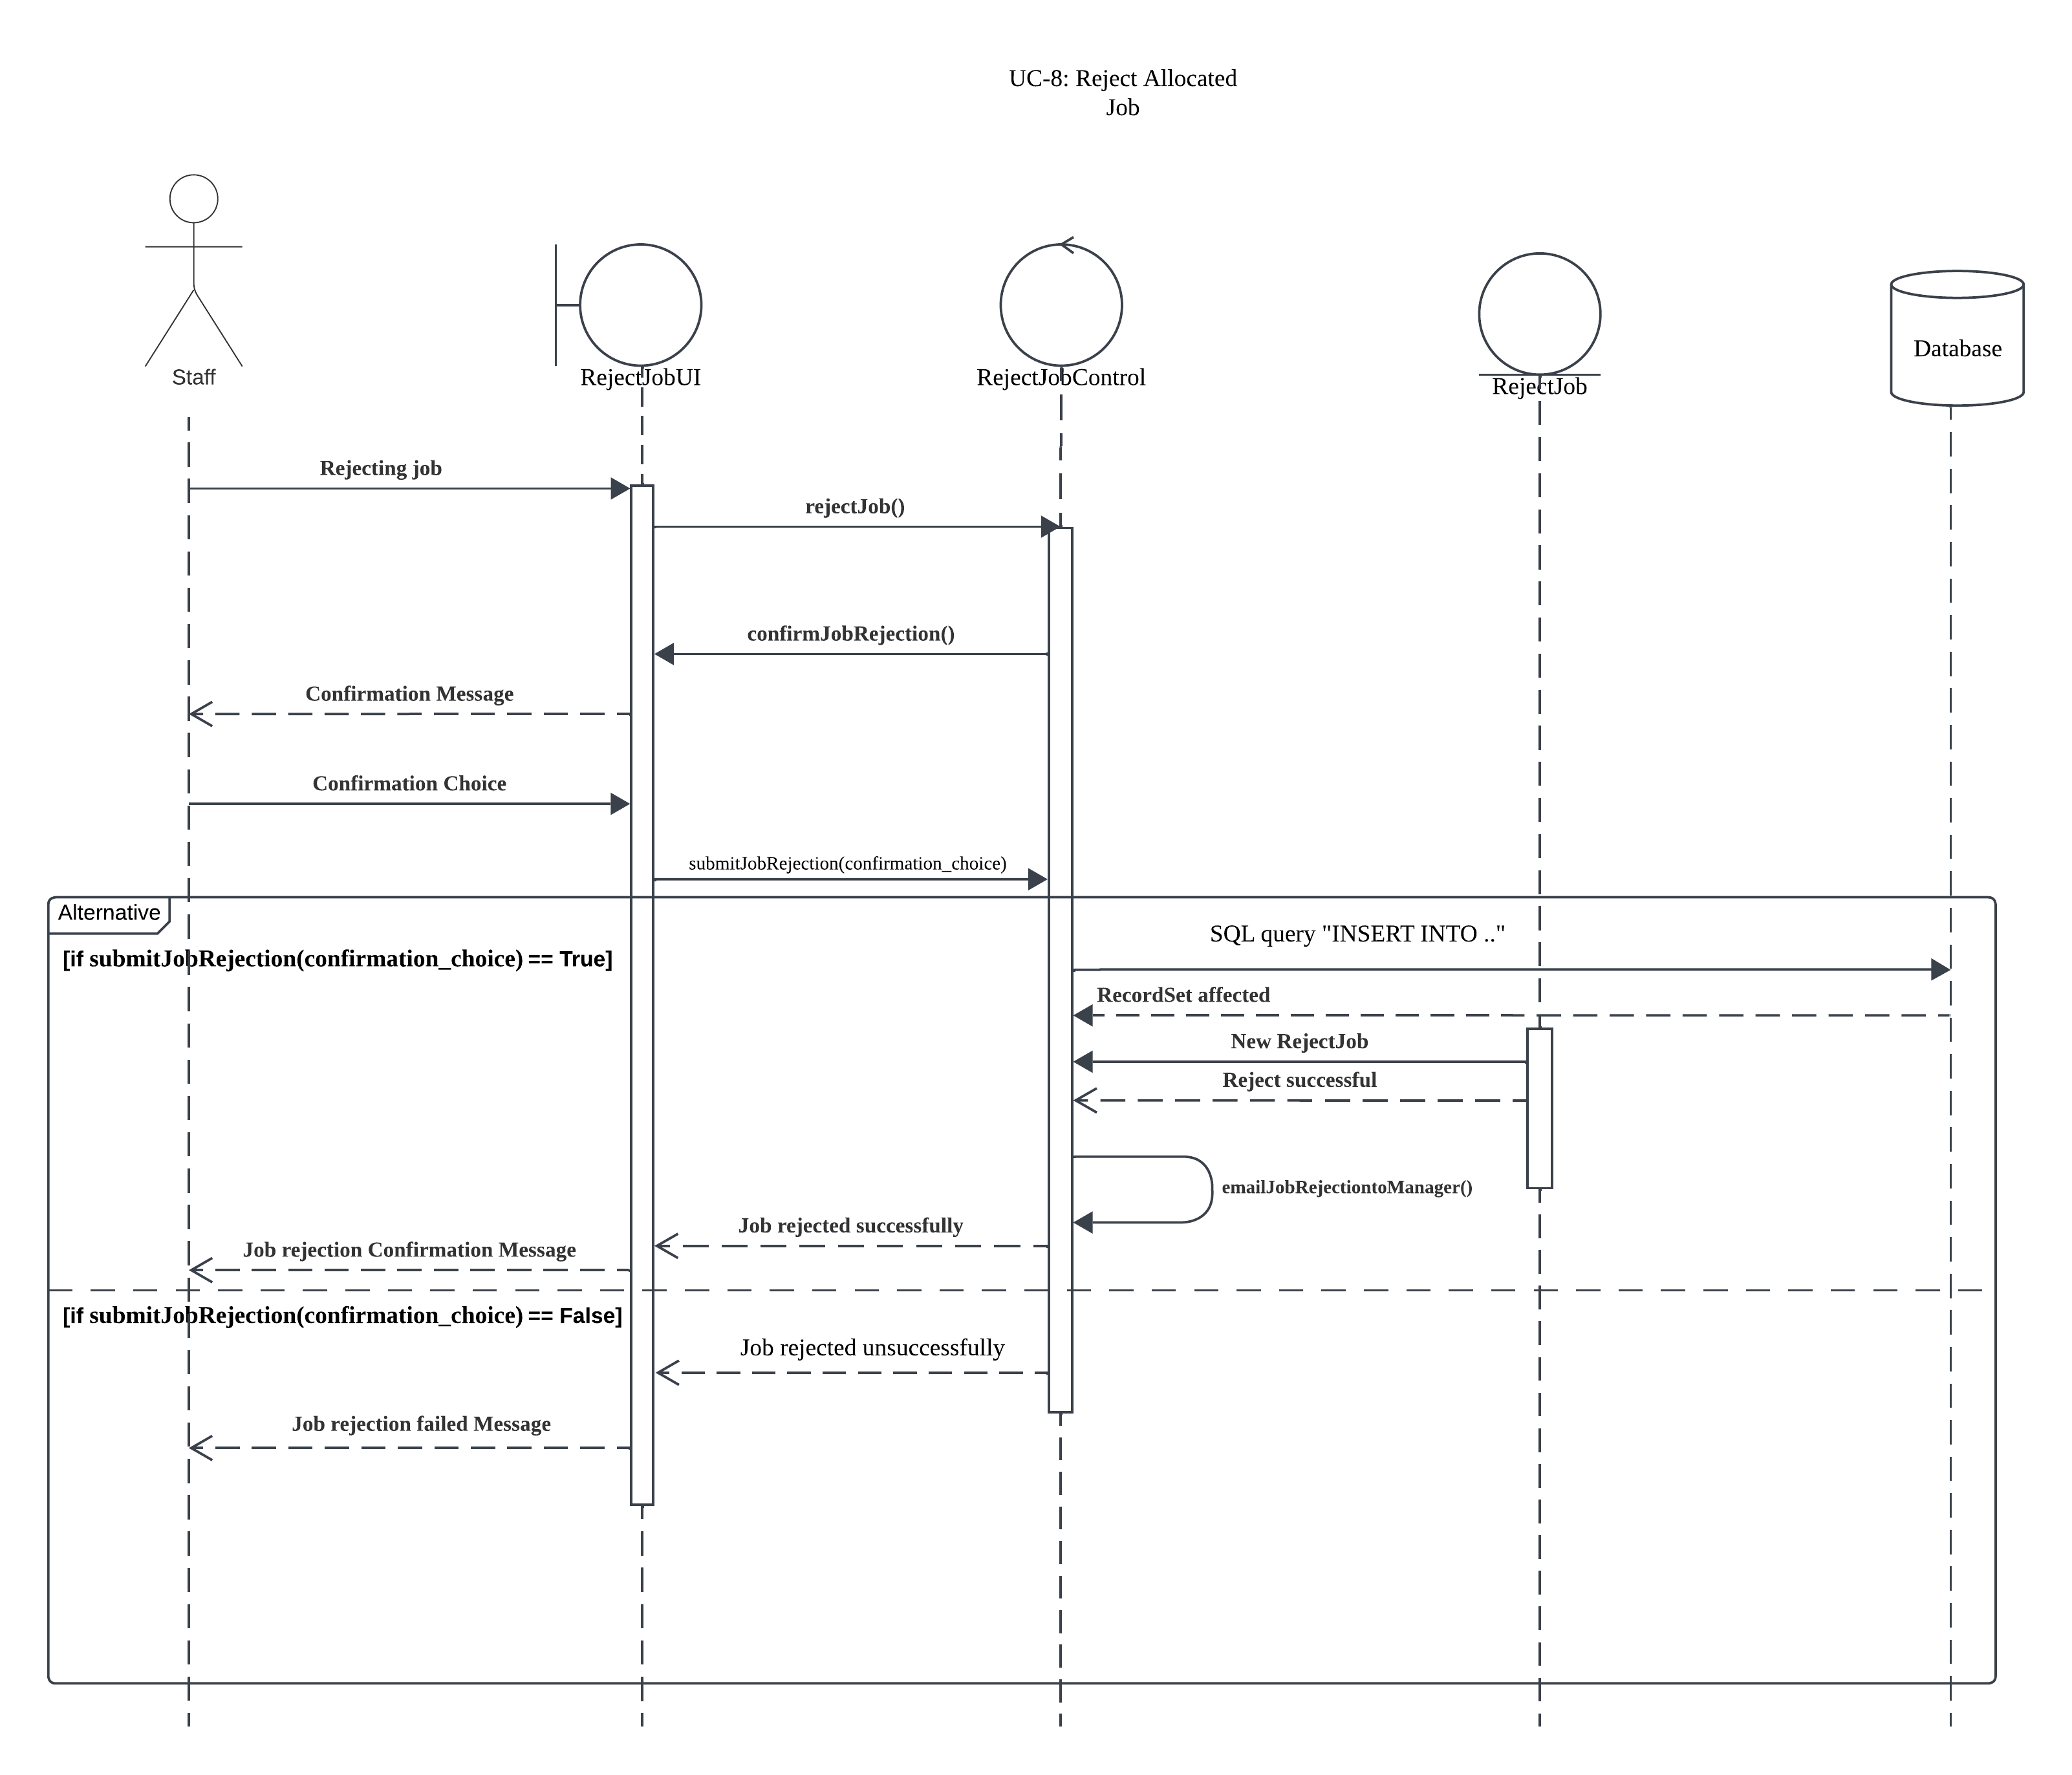 UC-8: Reject Allocated
Job
Staff
RejectJobUI
RejectJobControl
RejectJob
Database
Rejecting job
rejectJob()
confirmJobRejection()
Confirmation Message
Confirmation Choice
submitJobRejection(confirmation_choice)
Alternative
SQL query "INSERT INTO .."
[if submitJobRejection(confirmation_choice) == True]
RecordSet affected
New RejectJob
Reject successful
emailJobRejectiontoManager()
Job rejected successfully
Job rejection Confirmation Message
[if submitJobRejection(confirmation_choice) == False]
Job rejected unsuccessfully
Job rejection failed Message